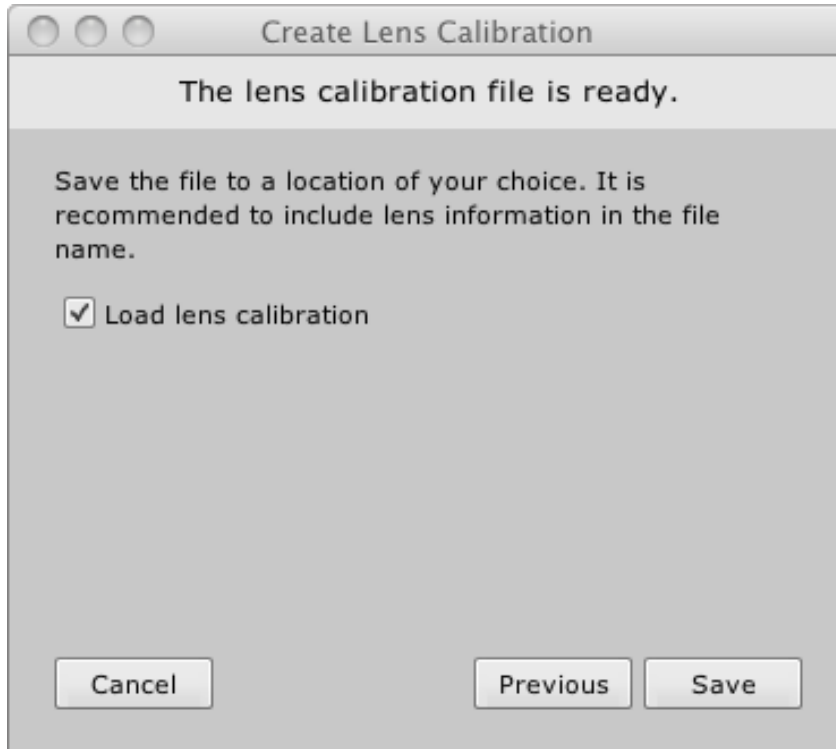 Create Lens Calibration
The lens calibration file is ready.
Save the file to a location of your choice. It is
recommended to include lens information in the file
name.
Load lens calibration
Cancel Previous Save